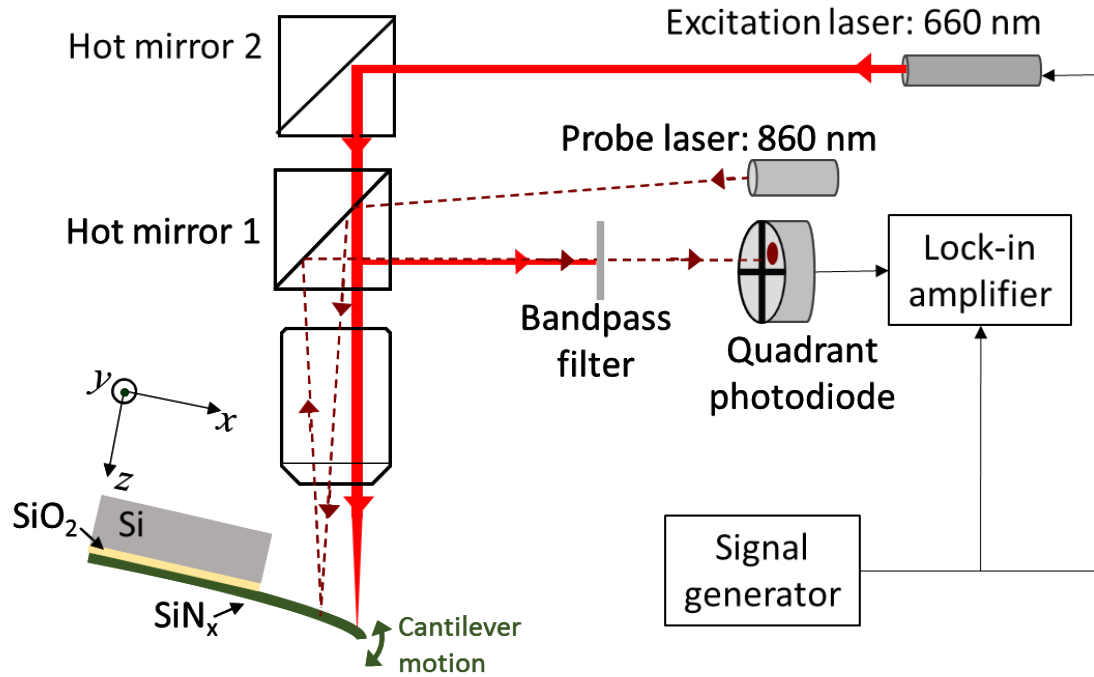 Hot mirror 2
Excitation laser: 660 nm
Probe laser: 860 nm
Hot mirror 1
Lock-in
amplifier
Bandpass
filter
Quadrant
photodiode
y
x
z
SiO₂
Si
SiNₓ
Cantilever
motion
Signal
generator